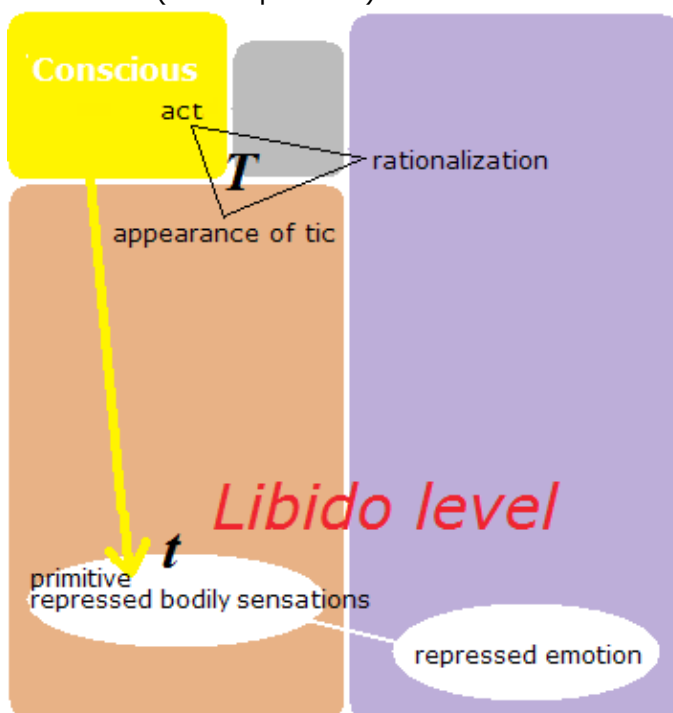 Conscious
act
T
rationalization
appearance of tic
Libido level
t
primitive
repressed bodily sensations
repressed emotion